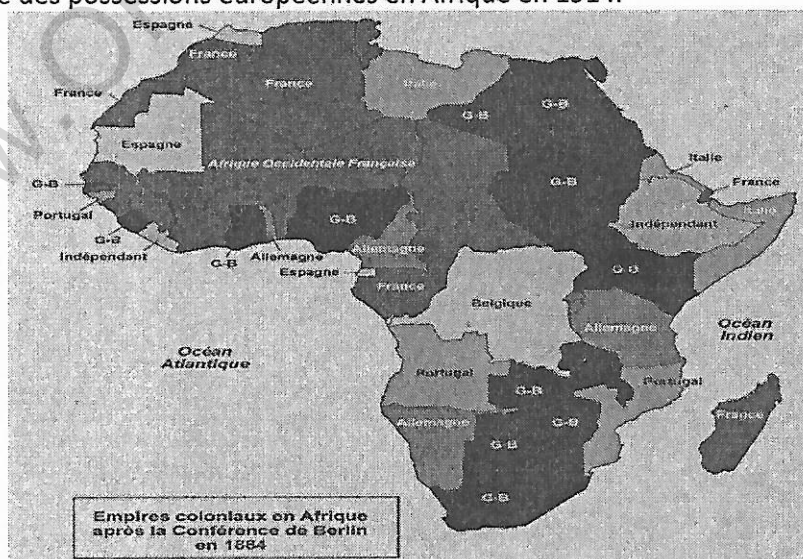 des possessions européennes en Afrique en 1914.
Espagne
France
France
Italie
G-B
G-B
France
Espagne
Afrique Occidentale Française
Italie
France
G-B
G-B
Indépendant
Italie
Portugal
G-B
G-B
Allemagne
Indépendant
G-B
Allemagne
Espagne
G-B
France
Belgique
Allemagne
Océan
Indien
Océan
Atlantique
Portugal
Portugal
G-B
France
Allemagne
G-B
G-B
G-B
Empires coloniaux en Afrique
après la Conférence de Berlin
en 1884